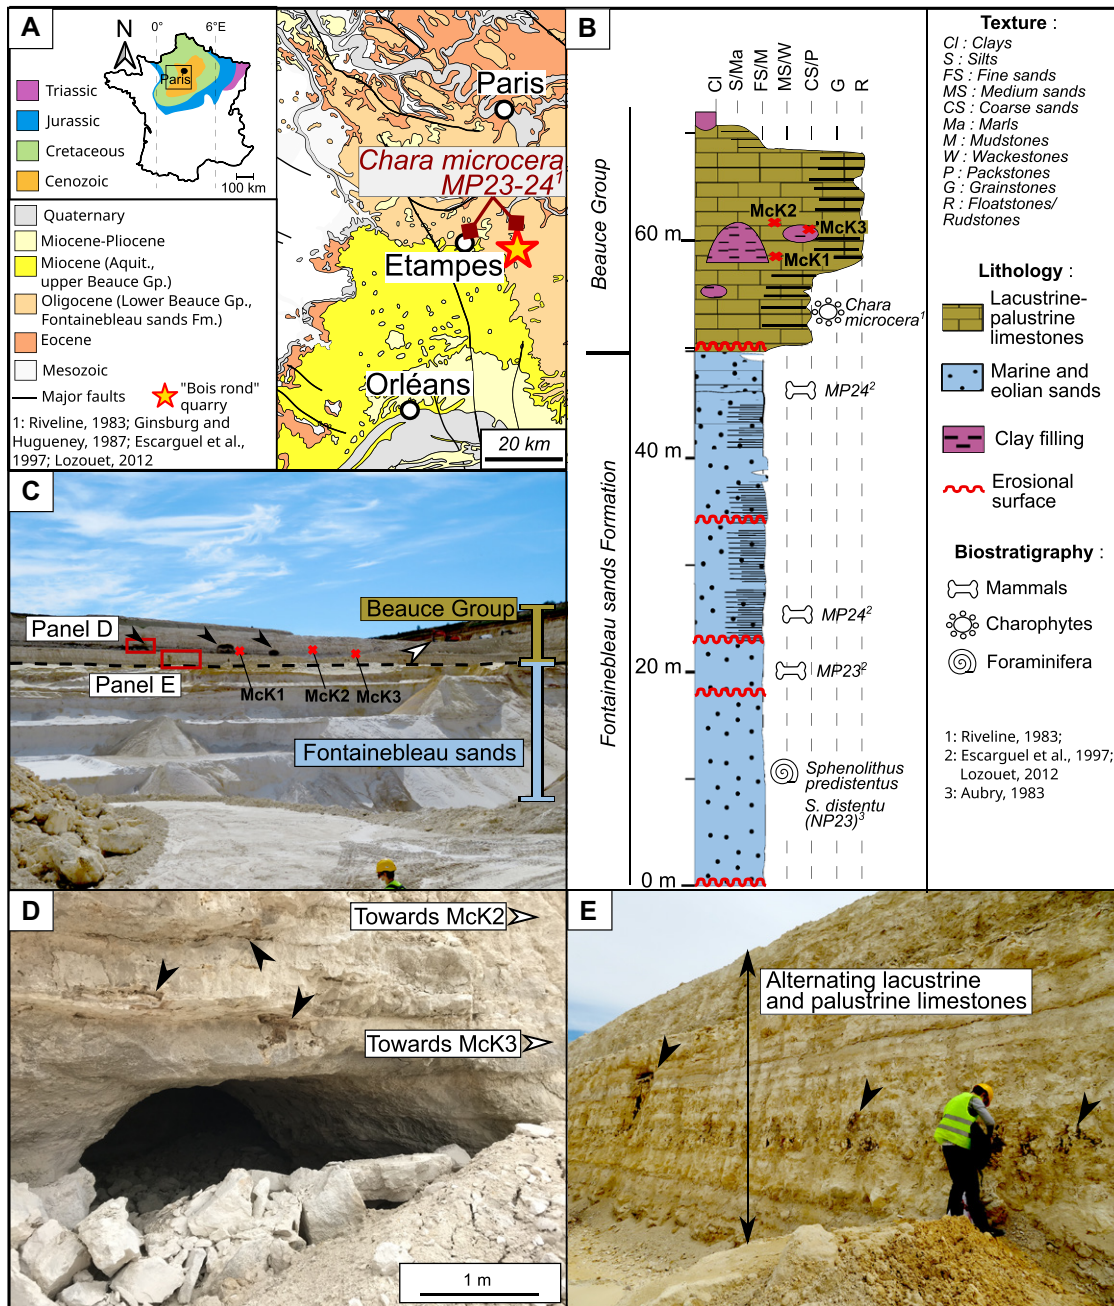 A
N
0°
6°E
Paris
Triassic
Jurassic
Cretaceous
Cenozoic
100 km
Quaternary
Miocene-Pliocene
Miocene (Aquit.,
upper Beauce Gp.)
Oligocene (Lower Beauce Gp.,
Fontainebleau sands Fm.)
Eocene
Mesozoic
Major faults
"Bois rond"
quarry
1: Riveline, 1983; Ginsburg and
Hugueney, 1987; Escarguel et al.,
1997; Lozouet, 2012
Paris
Chara microcera
MP23-24¹
Etampes
Orléans
20 km
B
Cl
S/Ma
FS/M
MS/W
CS/P
G
R
Beauce Group
Fontainebleau sands Formation
60 m
40 m
20 m
0 m
McK2
McK3
McK1
Chara
microcera¹
MP24²
MP24²
MP23²
Sphenolithus
predistentus
S. distentu
(NP23)³
Texture :
Cl : Clays
S : Silts
FS : Fine sands
MS : Medium sands
CS : Coarse sands
Ma : Marls
M : Mudstones
W : Wackestones
P : Packstones
G : Grainstones
R : Floatstones/
Rudstones
Lithology :
Lacustrine-
palustrine
limestones
Marine and
eolian sands
Clay filling
Erosional
surface
Biostratigraphy :
Mammals
Charophytes
Foraminifera
1: Riveline, 1983;
2: Escarguel et al., 1997;
Lozouet, 2012
3: Aubry, 1983
C
Beauce Group
Panel D
Panel E
McK1
McK2
McK3
Fontainebleau sands
D
Towards McK2
Towards McK3
1 m
E
Alternating lacustrine
and palustrine limestones